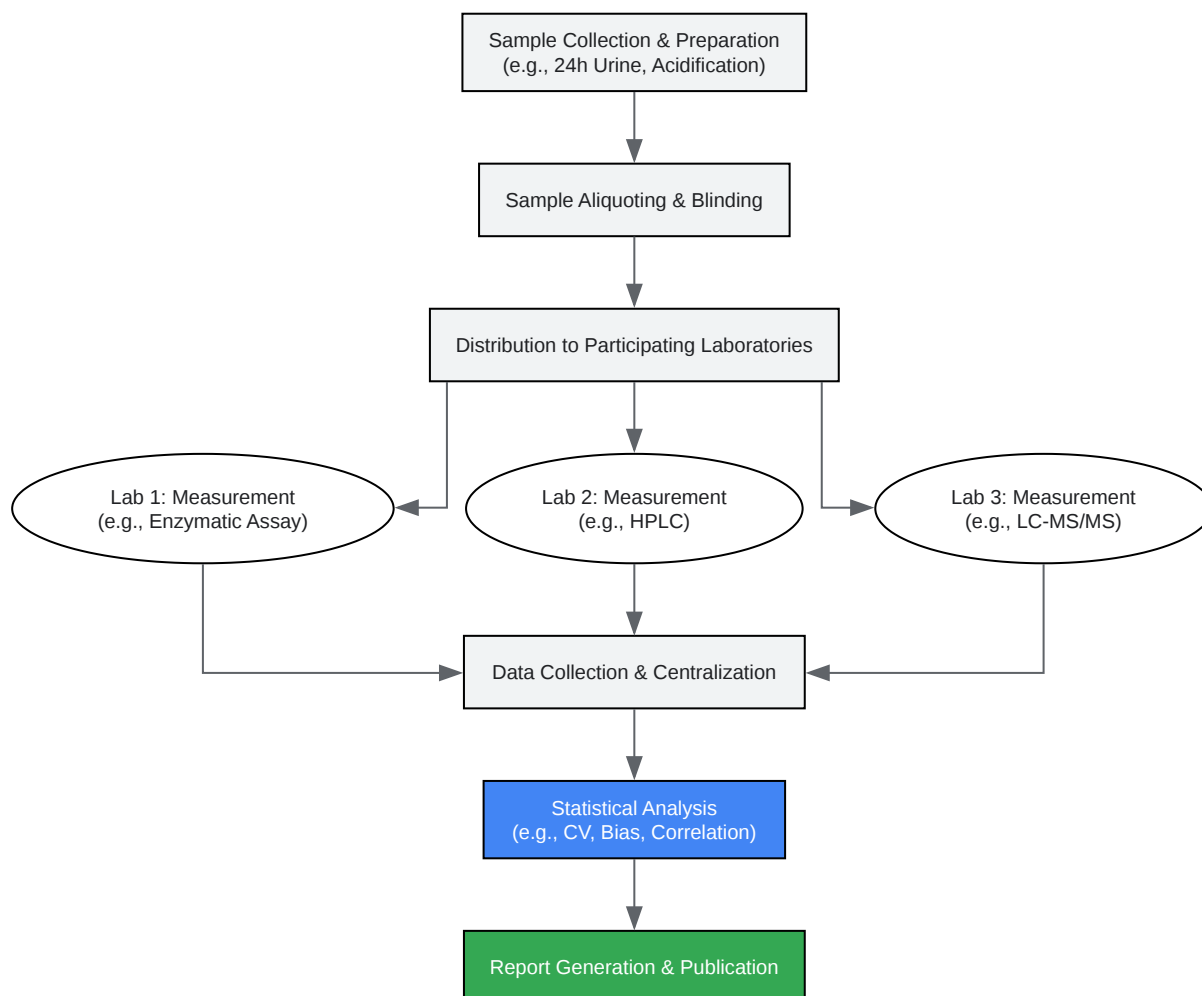 Sample Collection & Preparation
(e.g., 24h Urine, Acidification)
Sample Aliquoting & Blinding
Distribution to Participating Laboratories
Lab 1: Measurement
(e.g., Enzymatic Assay)
Lab 2: Measurement
(e.g., HPLC)
Lab 3: Measurement
(e.g., LC-MS/MS)
Data Collection & Centralization
Statistical Analysis
(e.g., CV, Bias, Correlation)
Report Generation & Publication